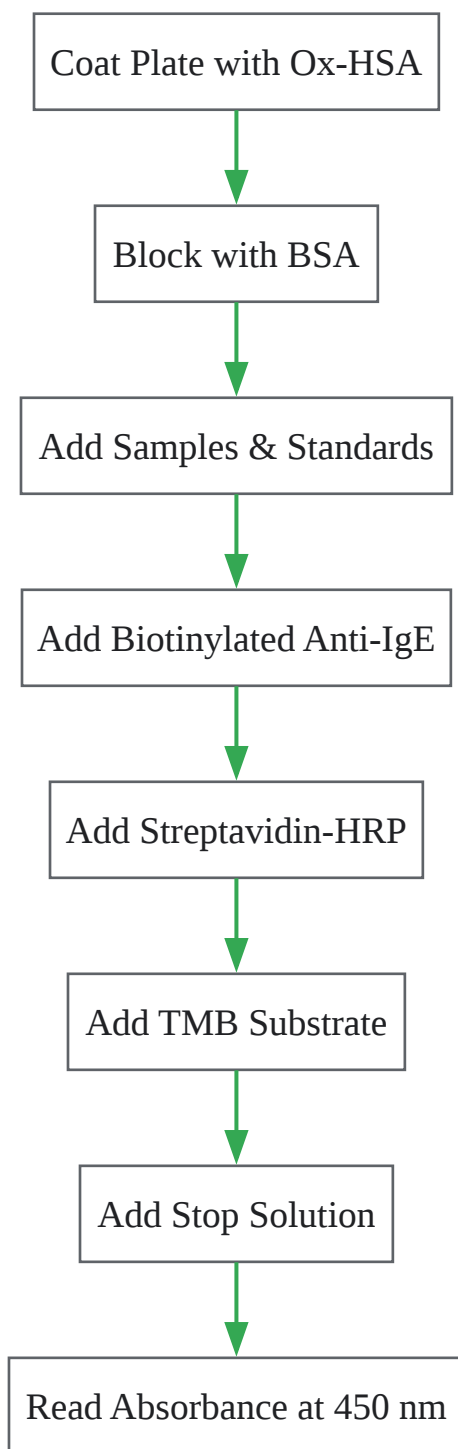 Coat Plate with Ox-HSA
Block with BSA
Add Samples & Standards
Add Biotinylated Anti-IgE
Add Streptavidin-HRP
Add TMB Substrate
Add Stop Solution
Read Absorbance at 450 nm